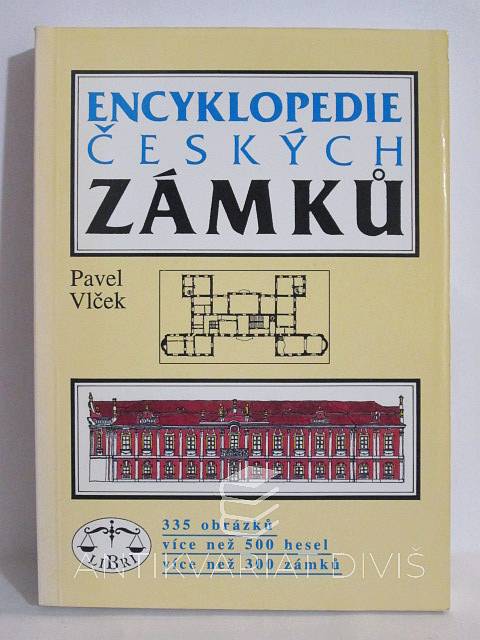 ENCYKLOPEDIE
ČESKÝCH
ZÁMKŮ
Pavel
Vlček
335 obrázků
více než 500 hesel
více než 300 zámků
LIBRI
ANTIKVARIÁT DIVIŠ